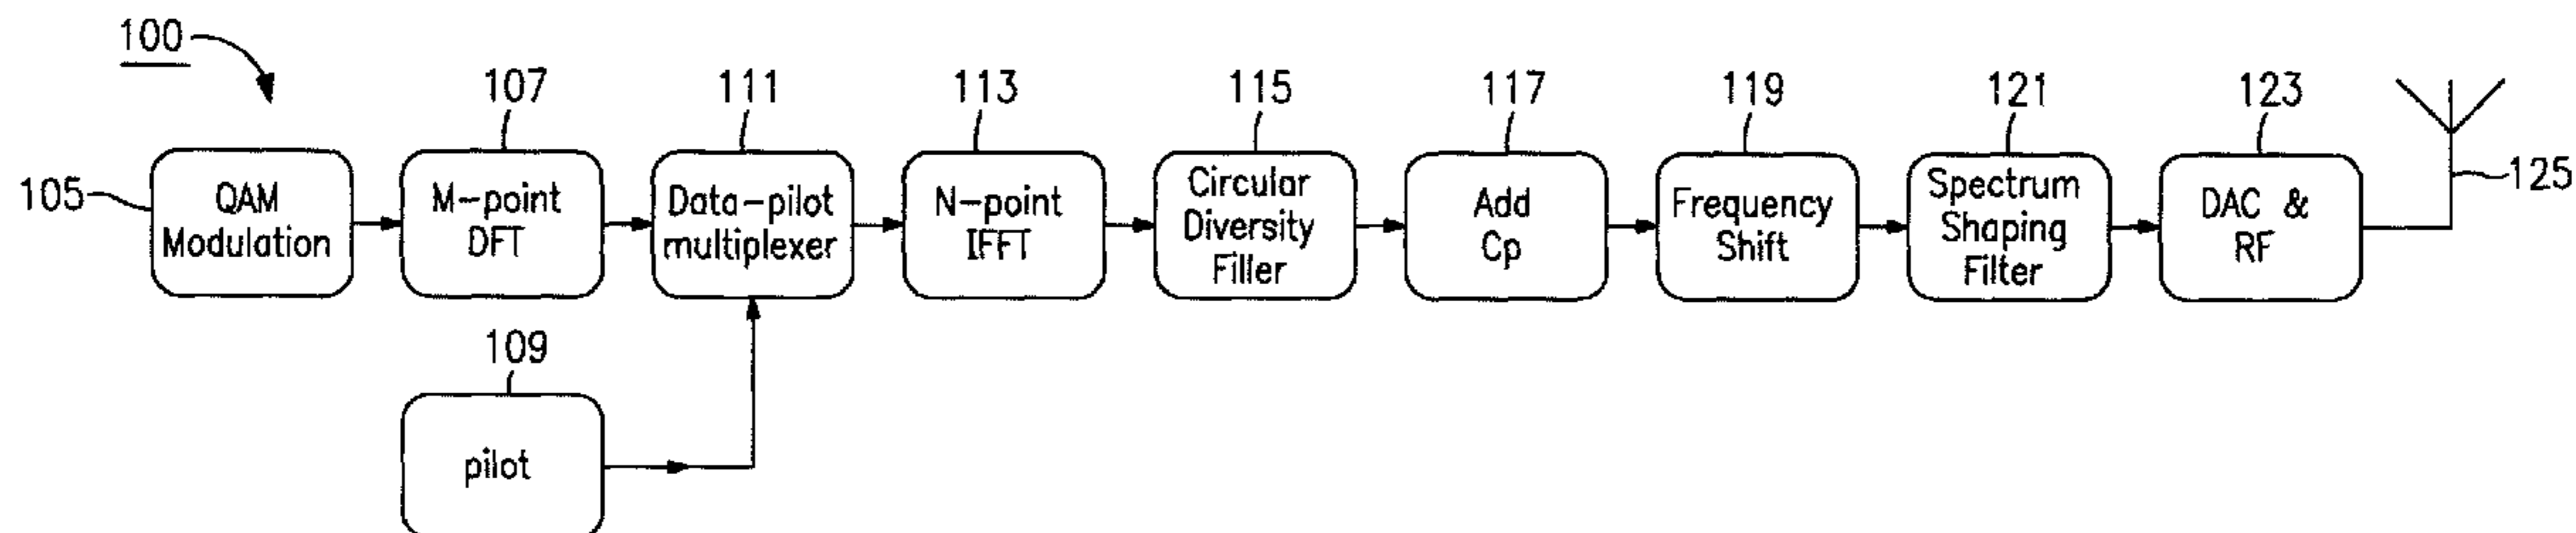 100
107
111
113
115
117
119
121
123
105
QAM
Modulation
M-point
DFT
Data-pilot
multiplexer
N-point
IFFT
Circular
Diversity
Filler
Add
Cp
Frequency
Shift
Spectrum
Shaping
Filter
DAC &
RF
125
109
pilot